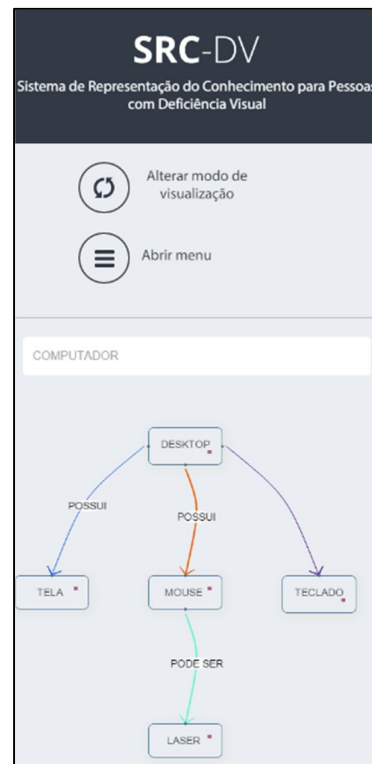 SRC-DV
Sistema de Representação do Conhecimento para Pessoas
com Deficiência Visual
Alterar modo de
visualização
Abrir menu
COMPUTADOR
DESKTOP
POSSUI
POSSUI
TELA
MOUSE
TECLADO
PODE SER
LASER